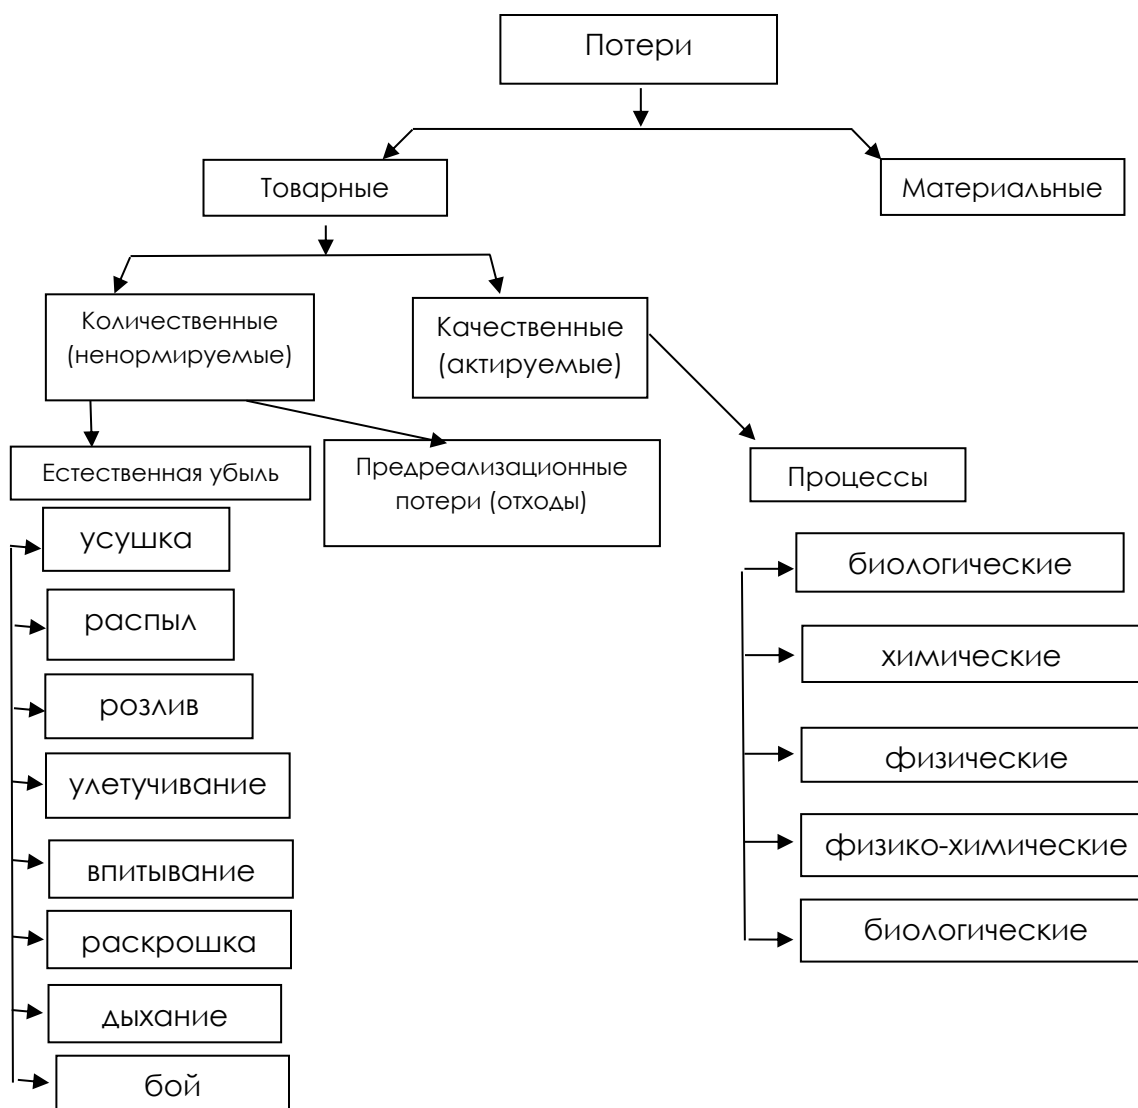 Потери
Товарные
Материальные
Количественные
(ненормируемые)
Качественные
(актируемые)
Естественная убыль
Предреализационные
потери (отходы)
Процессы
усушка
распыл
розлив
улетучивание
впитывание
раскрошка
дыхание
бой
биологические
химические
физические
физико-химические
биологические